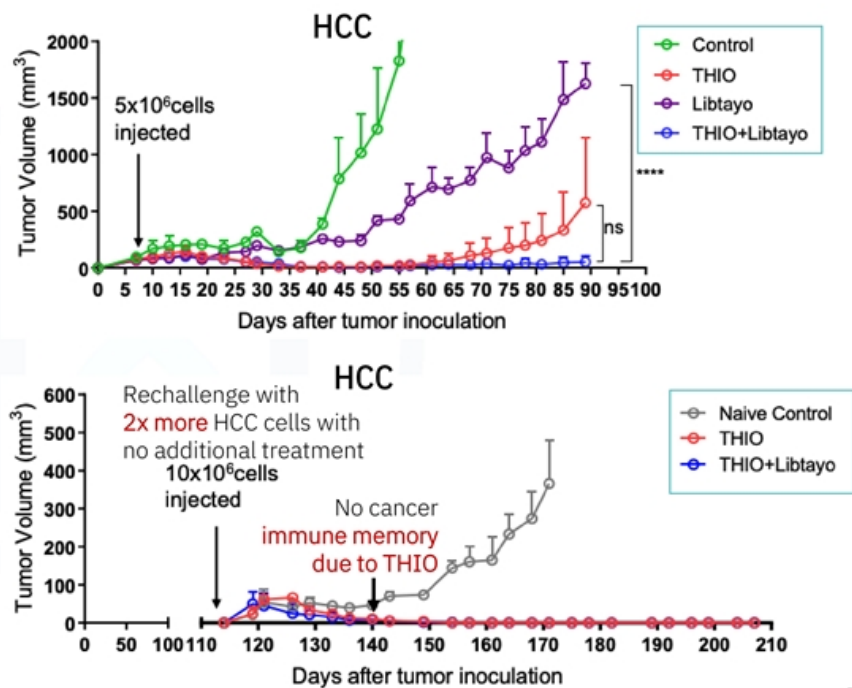 HCC
Tumor Volume (mm³)
2000
1500
1000
500
0
5x10⁶cells
injected
Control
THIO
Libtayo
THIO+Libtayo
****
ns
0 5 10 15 20 25 30 35 40 45 50 55 60 65 70 75 80 85 90 95 100
Days after tumor inoculation
HCC
Tumor Volume (mm³)
600
500
400
300
200
100
0
Rechallenge with
2x more HCC cells with
no additional treatment
10x10⁶cells
injected
No cancer
immune memory
due to THIO
Naive Control
THIO
THIO+Libtayo
0 50 100 110 120 130 140 150 160 170 180 190 200 210
Days after tumor inoculation